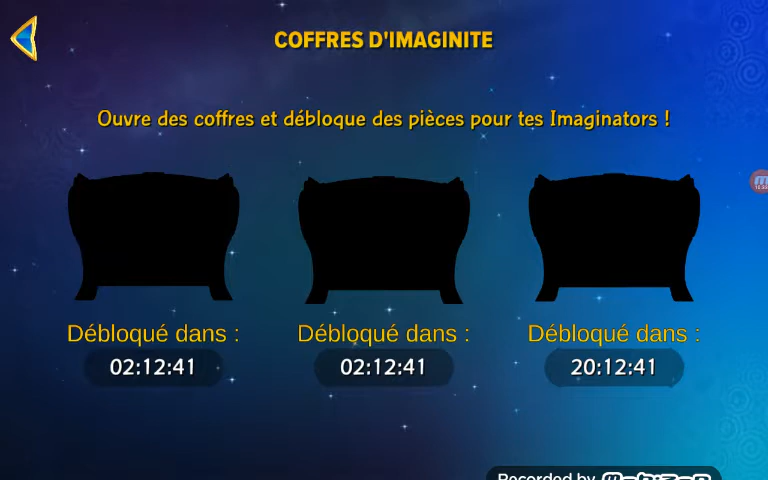 COFFRES D'IMAGINITE
Ouvre des coffres et débloque des pièces pour tes Imaginators !
Débloqué dans : Débloqué dans : Débloqué dans :
02:12:41 02:12:41 20:12:41
Recorded by